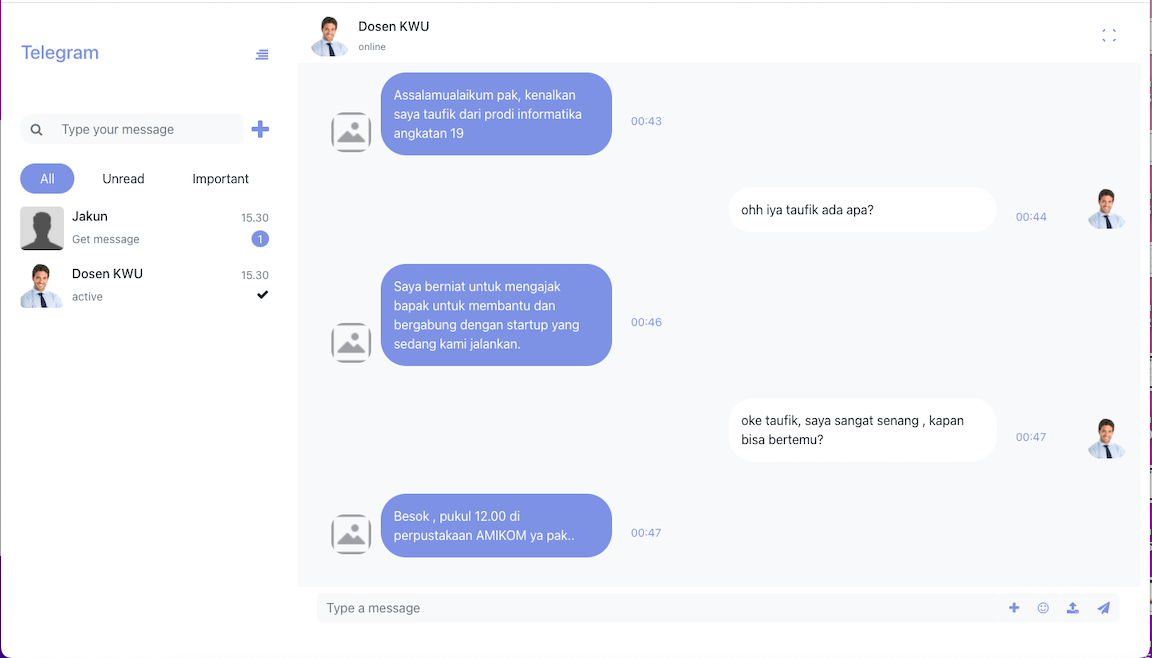 Telegram
Type your message
All
Unread
Important
Jakun
15.30
Get message
1
Dosen KWU
15.30
active
Dosen KWU
online
Assalamualaikum pak, kenalkan
saya taufik dari prodi informatika
angkatan 19
00:43
ohh iya taufik ada apa?
00:44
Saya berniat untuk mengajak
bapak untuk membantu dan
bergabung dengan startup yang
sedang kami jalankan.
00:46
oke taufik, saya sangat senang , kapan
bisa bertemu?
00:47
Besok , pukul 12.00 di
perpustakaan AMIKOM ya pak..
00:47
Type a message